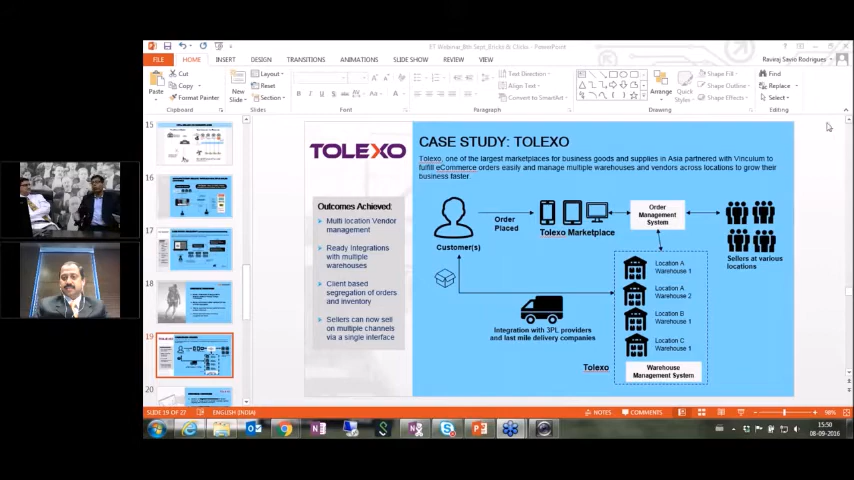 ET Webinar_8th Sept_Bricks & Clicks - PowerPoint
FILE HOME INSERT DESIGN TRANSITIONS ANIMATIONS SLIDE SHOW REVIEW VIEW
Raviraj Savio Rodrigues
Paste
Cut
Copy
Format Painter
Clipboard
New
Slide
Layout
Reset
Section
Slides
Font
Text Direction
Align Text
Convert to SmartArt
Paragraph
Arrange
Quick
Styles
Shape Fill
Shape Outline
Shape Effects
Drawing
Find
Replace
Select
Editing
15
16
17
18
19
20
TOLEXO
Outcomes Achieved:
Multi location Vendor
management
Ready Integrations
with multiple
warehouses
Client based
segregation of orders
and inventory
Sellers can now sell
on multiple channels
via a single interface
CASE STUDY: TOLEXO
Tolexo, one of the largest marketplaces for business goods and supplies in Asia partnered with Vinculum to
fulfill eCommerce orders easily and manage multiple warehouses and vendors across locations to grow their
business faster
Customer(s)
Order
Placed
Tolexo Marketplace
Order
Management
System
Sellers at various
locations
Location A
Warehouse 1
Location A
Warehouse 2
Location B
Warehouse 1
Location C
Warehouse 1
Integration with 3PL providers
and last mile delivery companies
Tolexo
Warehouse
Management System
SLIDE 19 OF 27
ENGLISH (INDIA)
NOTES
COMMENTS
98%
15:50
08-09-2016